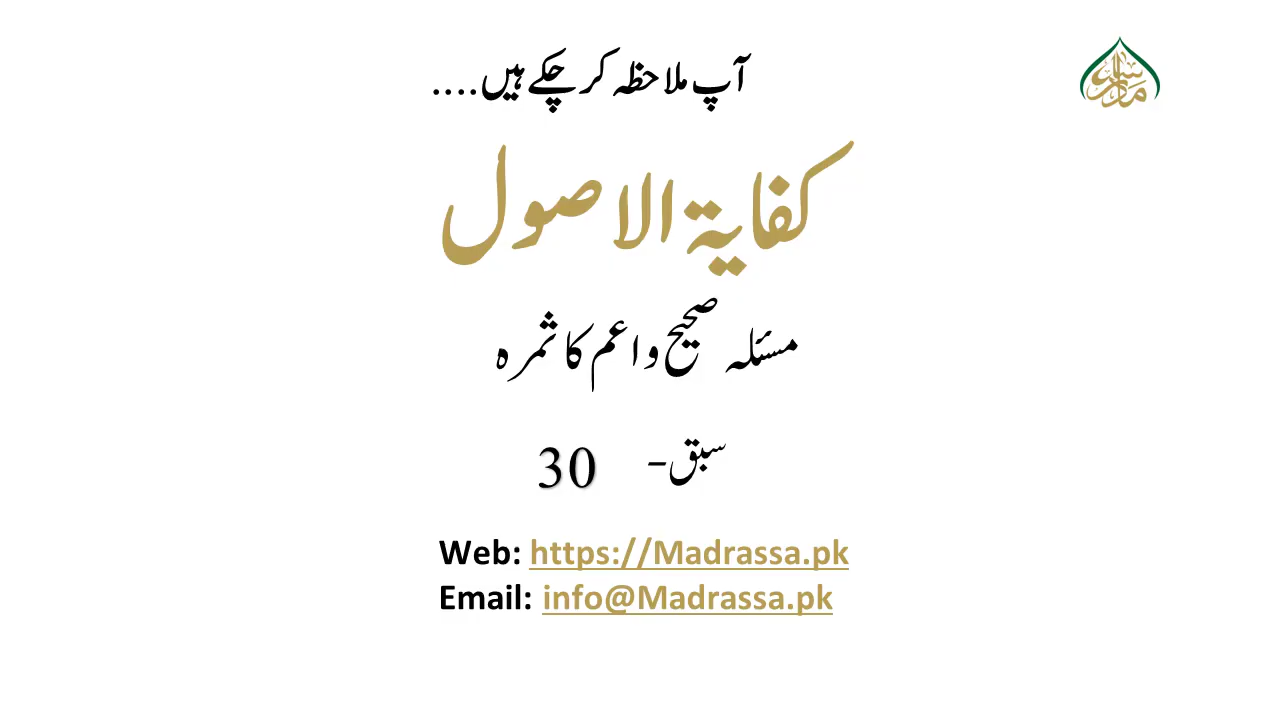 آپ ملاحظہ کر چکے ہیں....
کفایۃ الاصول
مسئلہ صحیح و اعم کا ثمرہ
سبق- 30
Web: https://Madrassa.pk
Email: info@Madrassa.pk